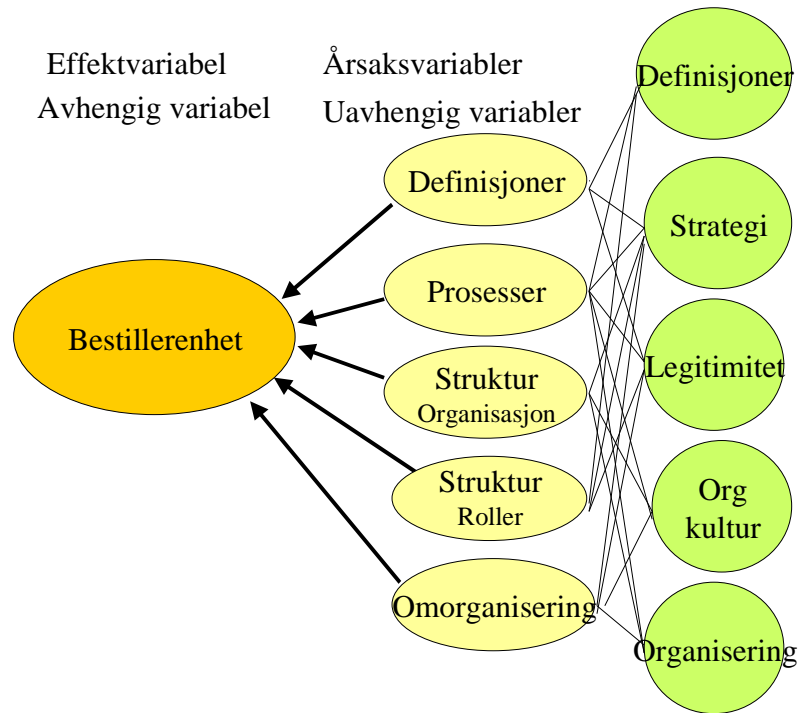 Effektvariabel
Avhengig variabel
Årsaksvariabler
Uavhengig variabler
Bestillerenhet
Definisjoner
Prosesser
Struktur
Organisasjon
Struktur
Roller
Omorganisering
Definisjoner
Strategi
Legitimitet
Org
kultur
Organisering